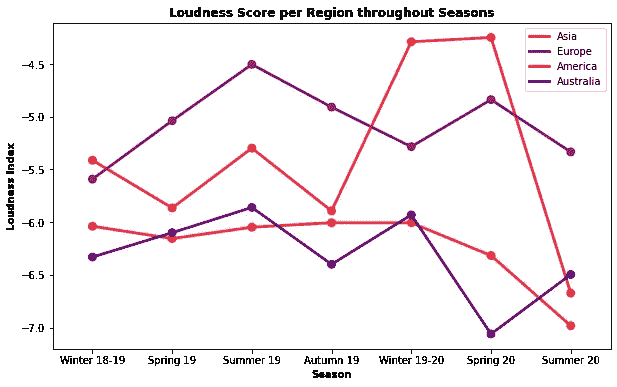 Loudness Score per Region throughout Seasons
Asia
Europe
America
Australia
−4.5
−5.0
−5.5
−6.0
−6.5
−7.0
Loudness Index
Winter 18-19 Spring 19 Summer 19 Autumn 19 Winter 19-20 Spring 20 Summer 20
Season